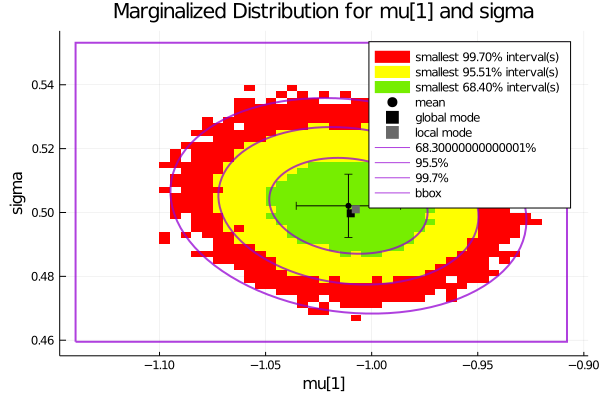 Marginalized Distribution for mu[1] and sigma
smallest 99.70% interval(s)
smallest 95.51% interval(s)
smallest 68.40% interval(s)
mean
global mode
local mode
68.30000000000001%
95.5%
99.7%
bbox
0.54
0.52
0.50
0.48
0.46
sigma
−1.10
−1.05
−1.00
−0.95
−0.90
mu[1]